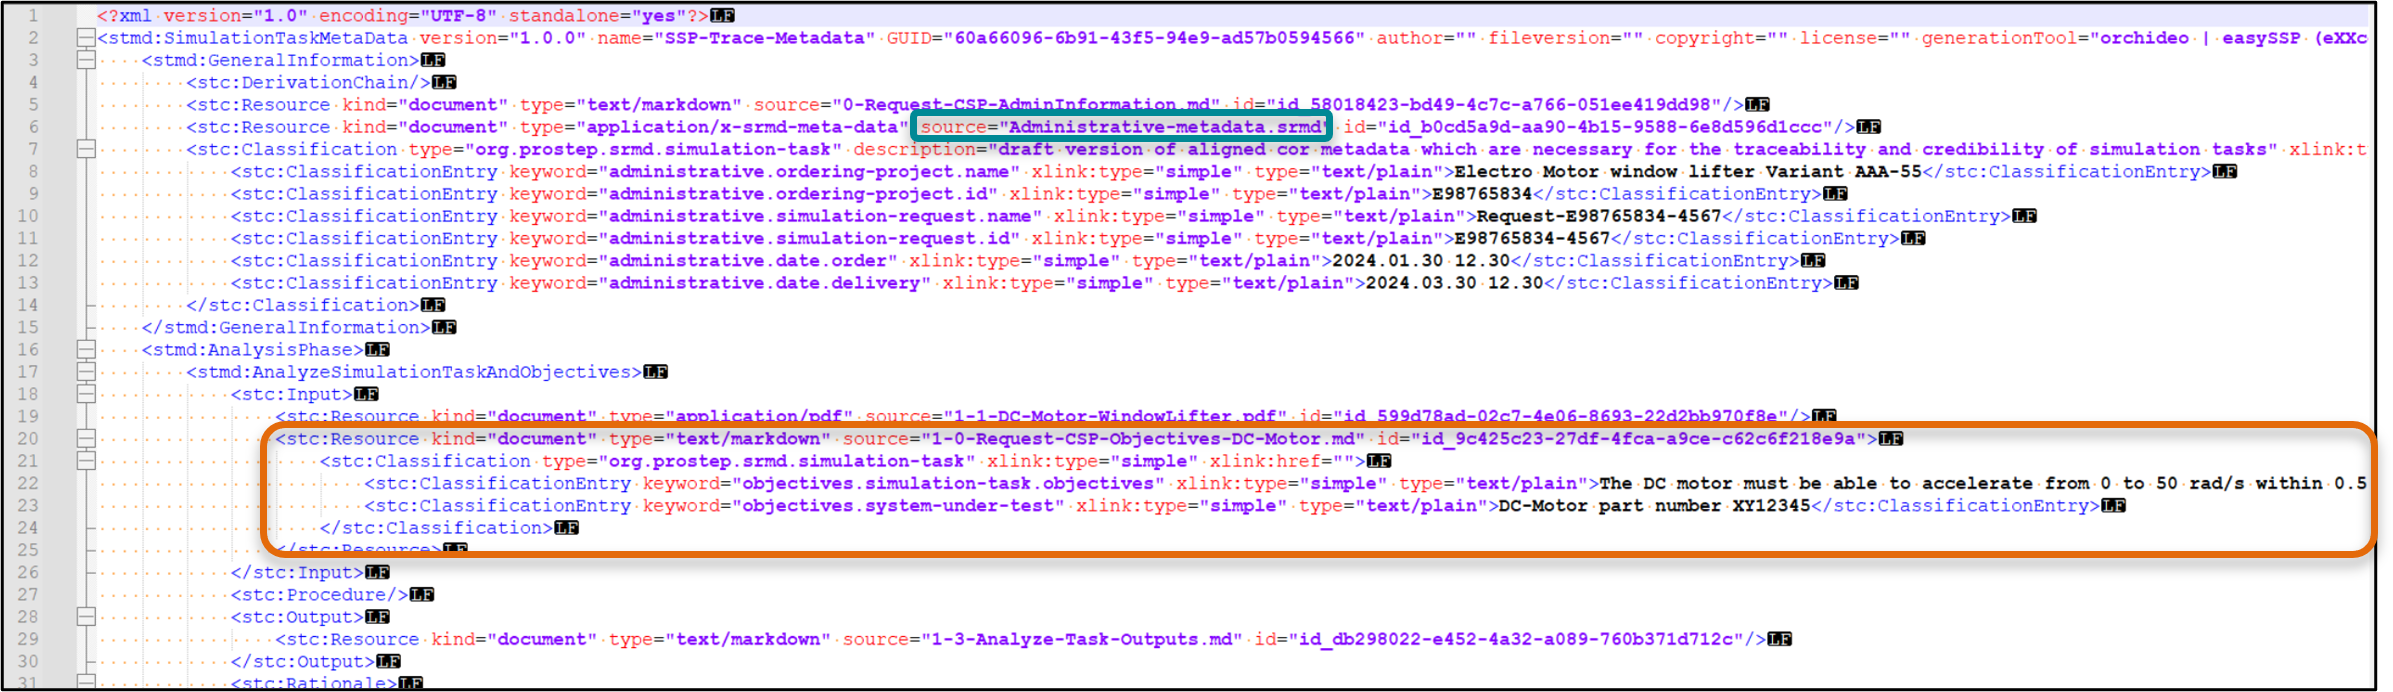 1 <?xml version="1.0" encoding="UTF-8" standalone="yes"?>LF
2 <stmd:SimulationTaskMetaData version="1.0.0" name="SSP-Trace-Metadata" GUID="60a66096-6b91-43f5-94e9-ad57b0594566" author="" fileversion="" copyright="" license="" generationTool="orchideo | easySSP (eXXc
3 <stmd:GeneralInformation>LF
4 <stc:DerivationChain/>LF
5 <stc:Resource kind="document" type="text/markdown" source="0-Request-CSP-AdminInformation.md" id="id_58018423-bd49-4c7c-a766-051ee419dd98"/>LF
6 <stc:Resource kind="document" type="application/x-srmd-meta-data" source="Administrative-metadata.srmd" id="id_b0cd5a9d-aa90-4b15-9588-6e8d596d1ccc"/>LF
7 <stc:Classification type="org.prostep.srmd.simulation-task" description="draft version of aligned cor metadata which are necessary for the traceability and credibility of simulation tasks" xlink:t
8 <stc:ClassificationEntry keyword="administrative.ordering-project.name" xlink:type="simple" type="text/plain">Electro Motor window lifter Variant AAA-55</stc:ClassificationEntry>LF
9 <stc:ClassificationEntry keyword="administrative.ordering-project.id" xlink:type="simple" type="text/plain">E98765834</stc:ClassificationEntry>LF
10 <stc:ClassificationEntry keyword="administrative.simulation-request.name" xlink:type="simple" type="text/plain">Request-E98765834-4567</stc:ClassificationEntry>LF
11 <stc:ClassificationEntry keyword="administrative.simulation-request.id" xlink:type="simple" type="text/plain">E98765834-4567</stc:ClassificationEntry>LF
12 <stc:ClassificationEntry keyword="administrative.date.order" xlink:type="simple" type="text/plain">2024.01.30 12.30</stc:ClassificationEntry>LF
13 <stc:ClassificationEntry keyword="administrative.date.delivery" xlink:type="simple" type="text/plain">2024.03.30 12.30</stc:ClassificationEntry>LF
14 </stc:Classification>LF
15 </stmd:GeneralInformation>LF
16 <stmd:AnalysisPhase>LF
17 <stmd:AnalyzeSimulationTaskAndObjectives>LF
18 <stc:Input>LF
19 <stc:Resource kind="document" type="application/pdf" source="1-1-DC-Motor-WindowLifter.pdf" id="id_599d78ad-02c7-4e06-8693-22d2bb970f8e"/>LF
20 <stc:Resource kind="document" type="text/markdown" source="1-0-Request-CSP-Objectives-DC-Motor.md" id="id_9c425c23-27df-4fca-a9ce-c62c6f218e9a">LF
21 <stc:Classification type="org.prostep.srmd.simulation-task" xlink:type="simple" xlink:href="">LF
22 <stc:ClassificationEntry keyword="objectives.simulation-task.objectives" xlink:type="simple" type="text/plain">The DC motor must be able to accelerate from 0 to 50 rad/s within 0.5
23 <stc:ClassificationEntry keyword="objectives.system-under-test" xlink:type="simple" type="text/plain">DC-Motor part number XY12345</stc:ClassificationEntry>LF
24 </stc:Classification>LF
25 </stc:Resource>LF
26 </stc:Input>LF
27 <stc:Procedure/>LF
28 <stc:Output>LF
29 <stc:Resource kind="document" type="text/markdown" source="1-3-Analyze-Task-Outputs.md" id="id_db298022-e452-4a32-a089-760b371d712c"/>LF
30 </stc:Output>LF
31 <stc:Rationale>LF